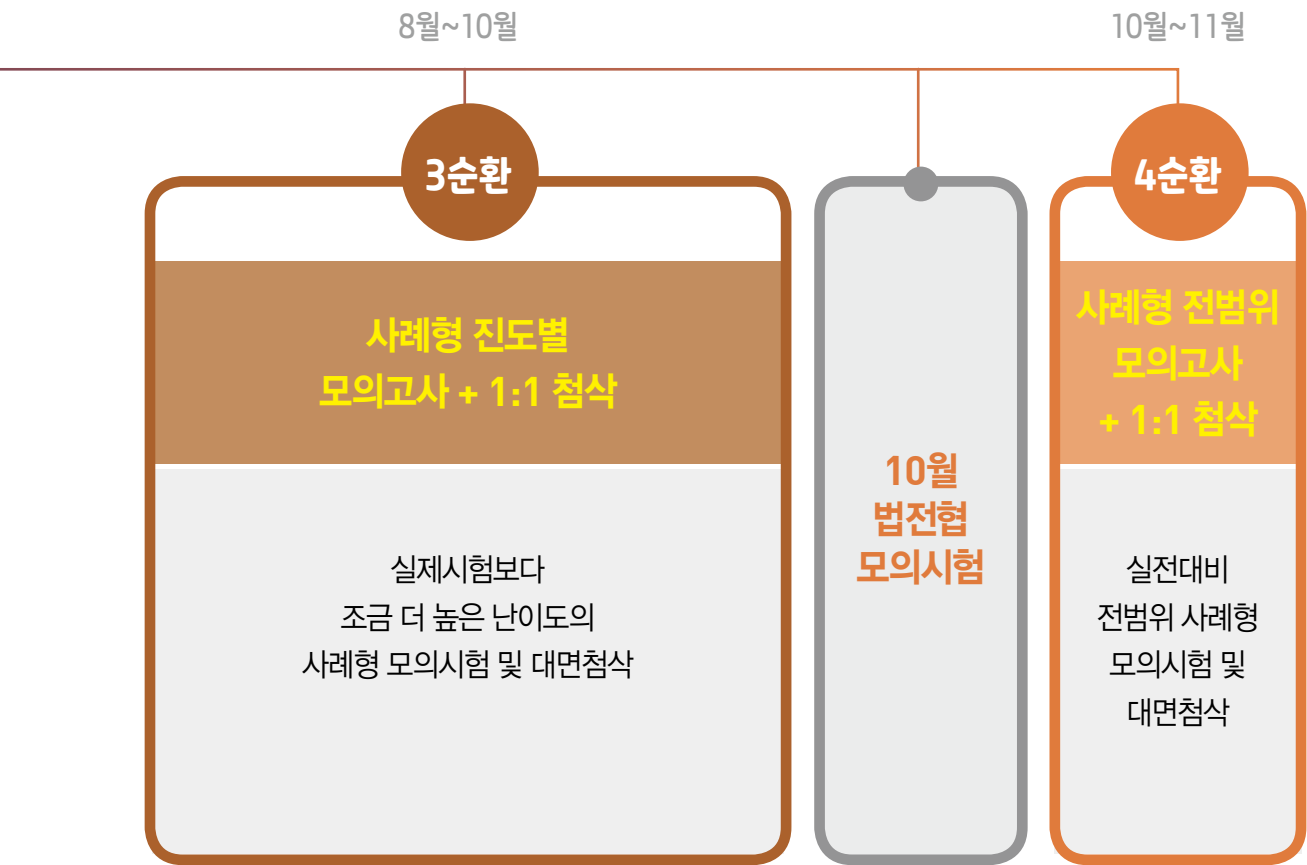 8월~10월
10월~11월
3순환
사례형 진도별
모의고사 + 1:1 첨삭
실제시험보다
조금 더 높은 난이도의
사례형 모의시험 및 대면첨삭
10월
법전협
모의시험
4순환
사례형 전범위
모의고사
+ 1:1 첨삭
실전대비
전범위 사례형
모의시험 및
대면첨삭